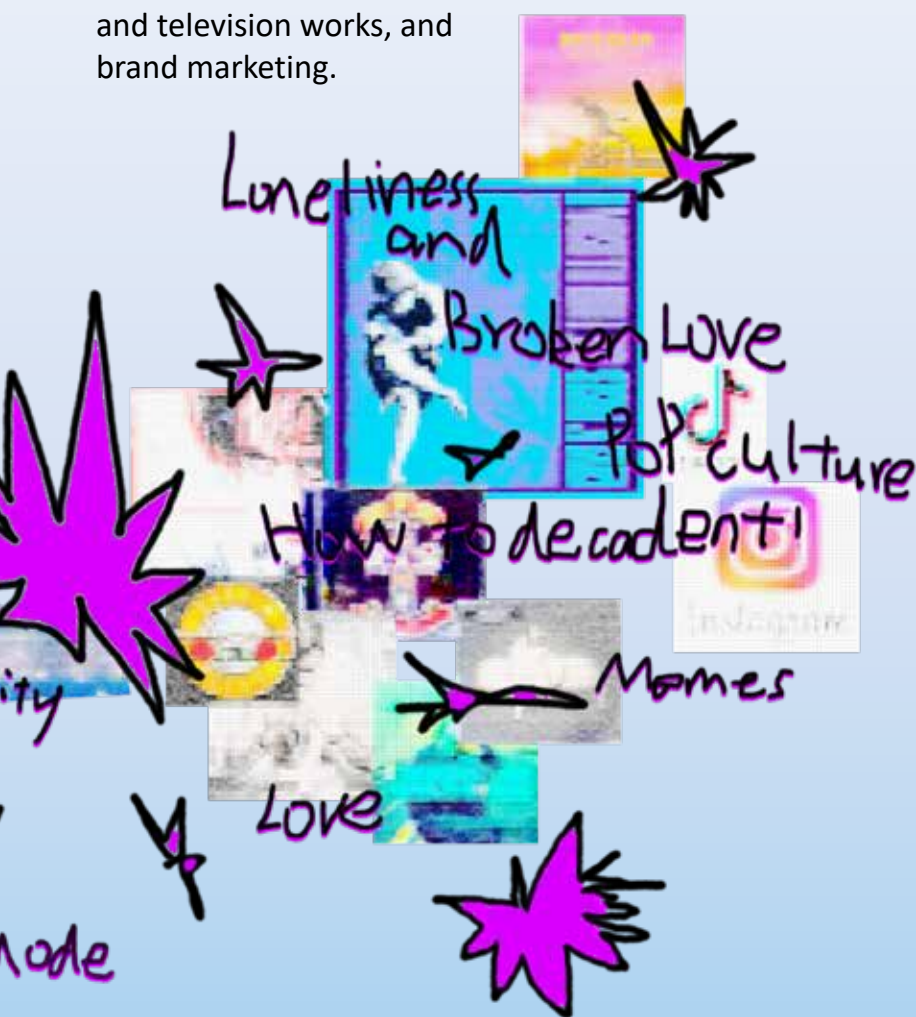 and television works, and
brand marketing.
Loneliness
and
Broken Love
Pop culture
How to decadent!
Instagram
ity
Memes
Love
Mode